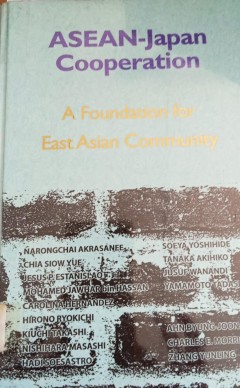 ASEAN-Japan
Cooperation
A Foundation for
East Asian Community
NARONGCHAI AKRASANEE
CHIA SIOW YUE
JESUS P. ESTANISLAO
MOHAMED JAWHAR bin HASSAN
CAROLINA HERNANDEZ
HIRONO RYOKICHI
KIUCHI TAKASHI
NISHIHARA MASASHI
HADI SOESASTRO
SOEYA YOSHIHIDE
TANAKA AKIHIKO
JUSUF WANANDI
YAMAMOTO TADASHI
AHN BYUNG-JOON
CHARLES E. MORRISON
ZHANG YUNLING